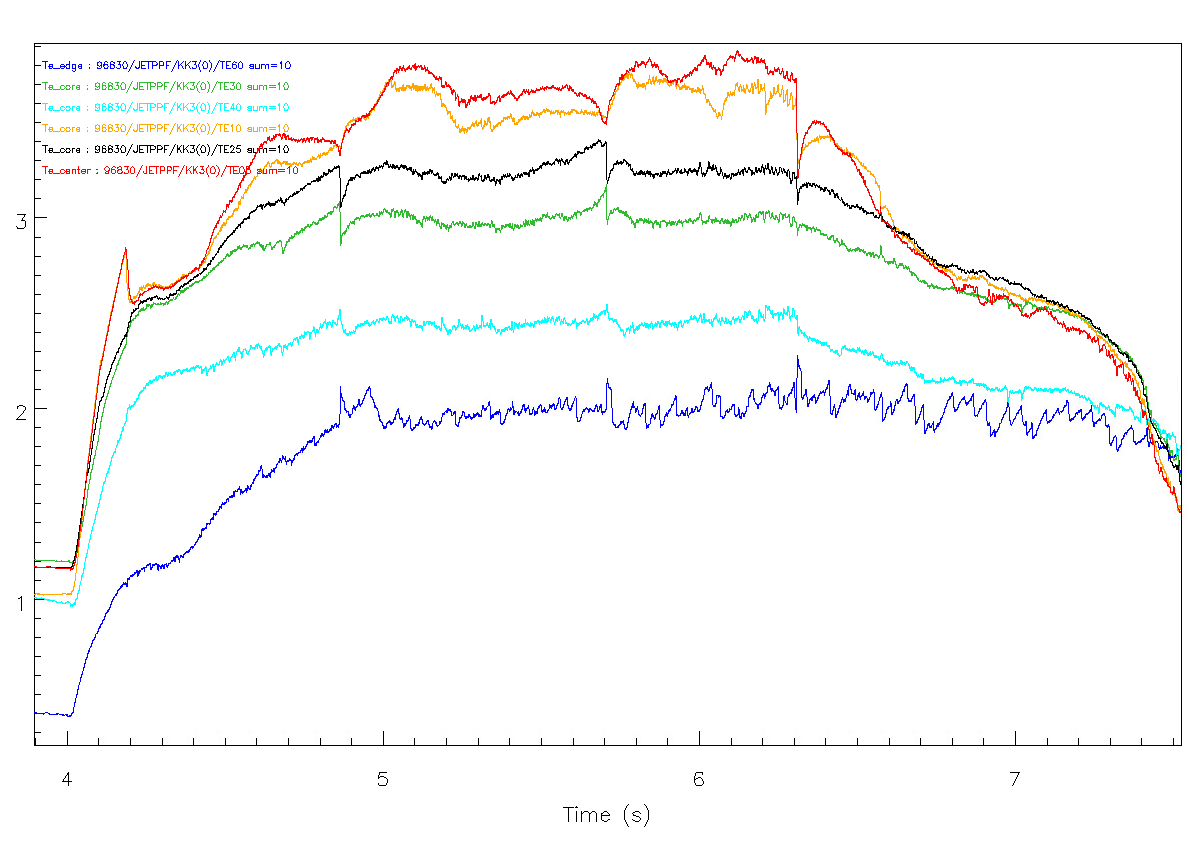 Te_edge : 96830/JETPPF/KK3(0)/TE60 sum=10
Te_core : 96830/JETPPF/KK3(0)/TE30 sum=10
Te_core : 96830/JETPPF/KK3(0)/TE40 sum=10
Te_core : 96830/JETPPF/KK3(0)/TE10 sum=10
Te_core : 96830/JETPPF/KK3(0)/TE25 sum=10
Te_center : 96830/JETPPF/KK3(0)/TE05 sum=10
3
2
1
4 5 6 7
Time (s)